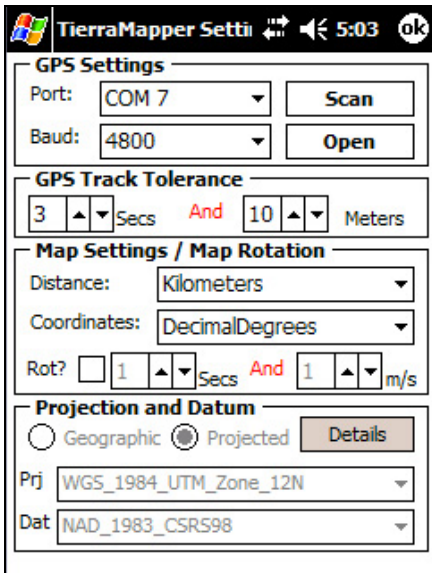 TierraMapper Settii 5:03 ok
GPS Settings
Port: COM 7 Scan
Baud: 4800 Open
GPS Track Tolerance
3 Secs And 10 Meters
Map Settings / Map Rotation
Distance: Kilometers
Coordinates: DecimalDegrees
Rot? 1 Secs And 1 m/s
Projection and Datum
Geographic Projected Details
Prj WGS_1984_UTM_Zone_12N
Dat NAD_1983_CSRS98